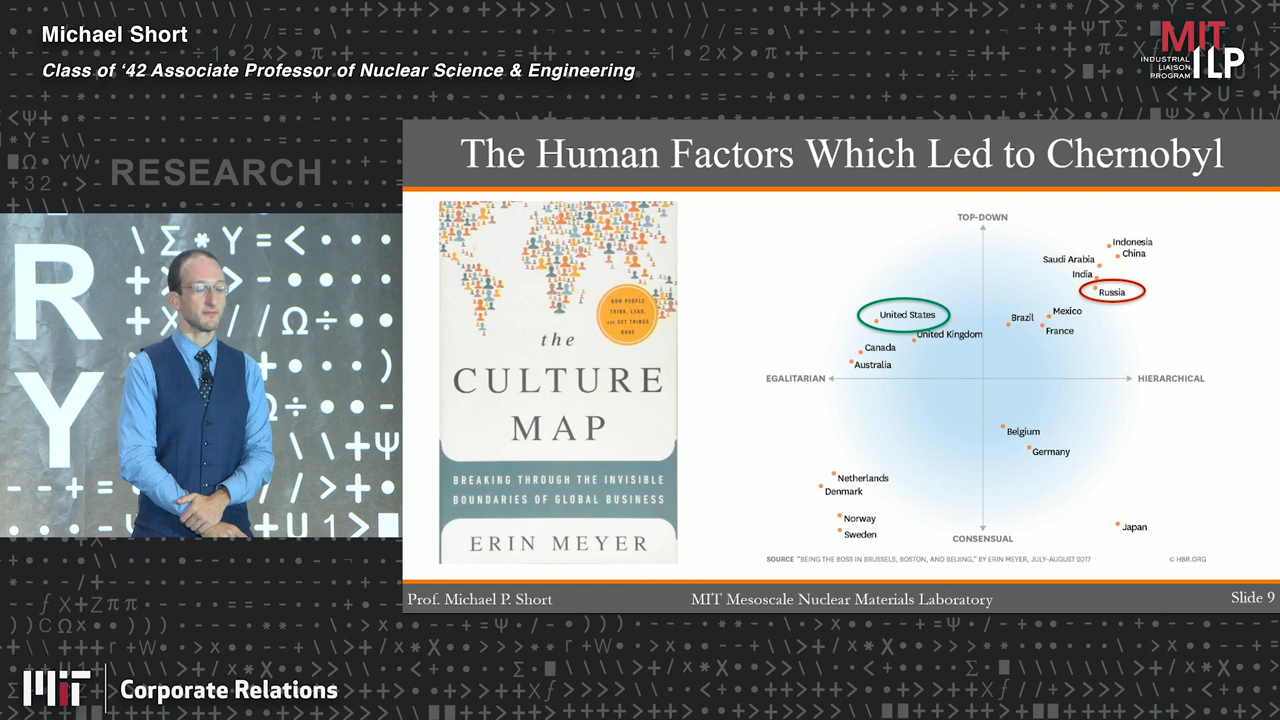 Michael Short
Class of ‘42 Associate Professor of Nuclear Science & Engineering
MIT
INDUSTRIAL
LIAISON
PROGRAM
ILP
RESEARCH
R
Y
The Human Factors Which Led to Chernobyl
HOW PEOPLE
THINK, LEAD,
AND GET THINGS
DONE
the
CULTURE
MAP
BREAKING THROUGH THE INVISIBLE
BOUNDARIES OF GLOBAL BUSINESS
ERIN MEYER
TOP-DOWN
Indonesia
China
Saudi Arabia
India
Russia
United States
Brazil
Mexico
France
United Kingdom
Canada
Australia
EGALITARIAN
HIERARCHICAL
Belgium
Germany
Netherlands
Denmark
Norway
Sweden
Japan
CONSENSUAL
SOURCE "BEING THE BOSS IN BRUSSELS, BOSTON, AND BEIJING," BY ERIN MEYER, JULY–AUGUST 2017
© HBR.ORG
Prof. Michael P. Short
MIT Mesoscale Nuclear Materials Laboratory
Slide 9
MIT
Corporate Relations